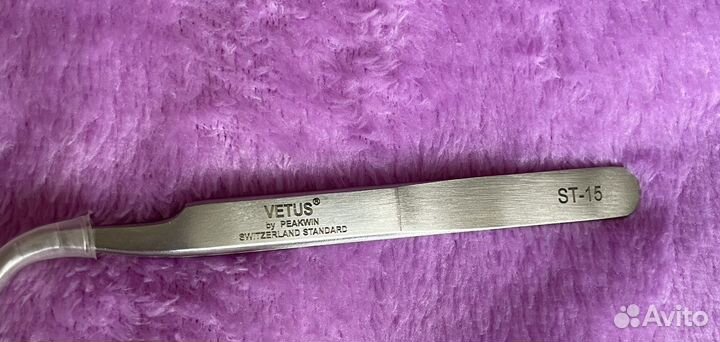 VETUS®
by PEAKWIN
SWITZERLAND STANDARD
ST-15
Avito